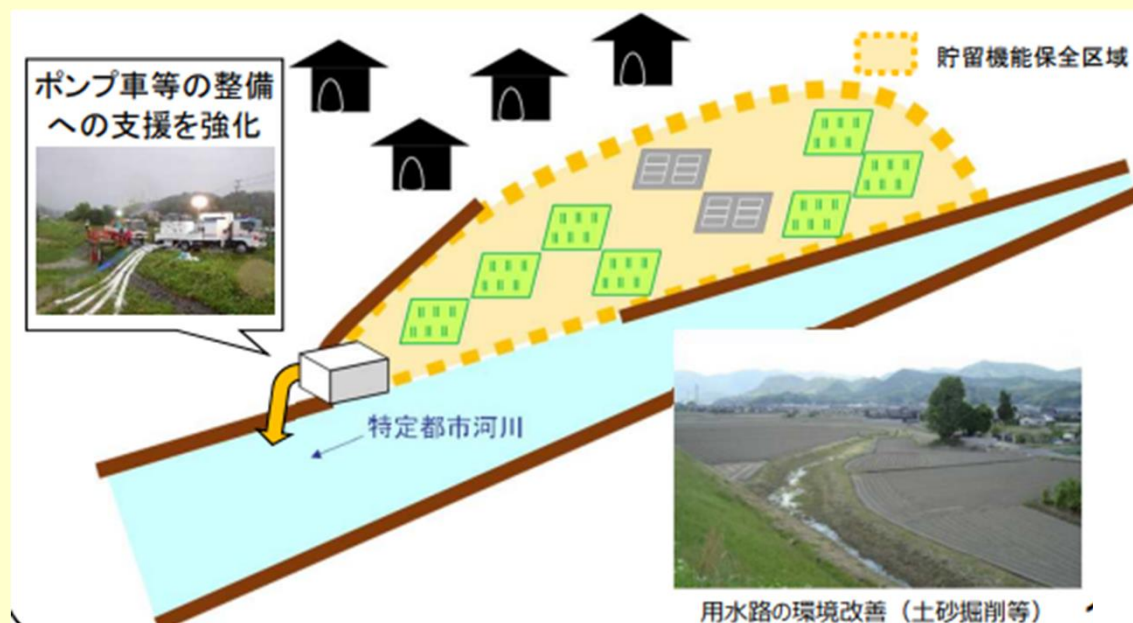 ポンプ車等の整備
への支援を強化
貯留機能保全区域
特定都市河川
用水路の環境改善（土砂掘削等）